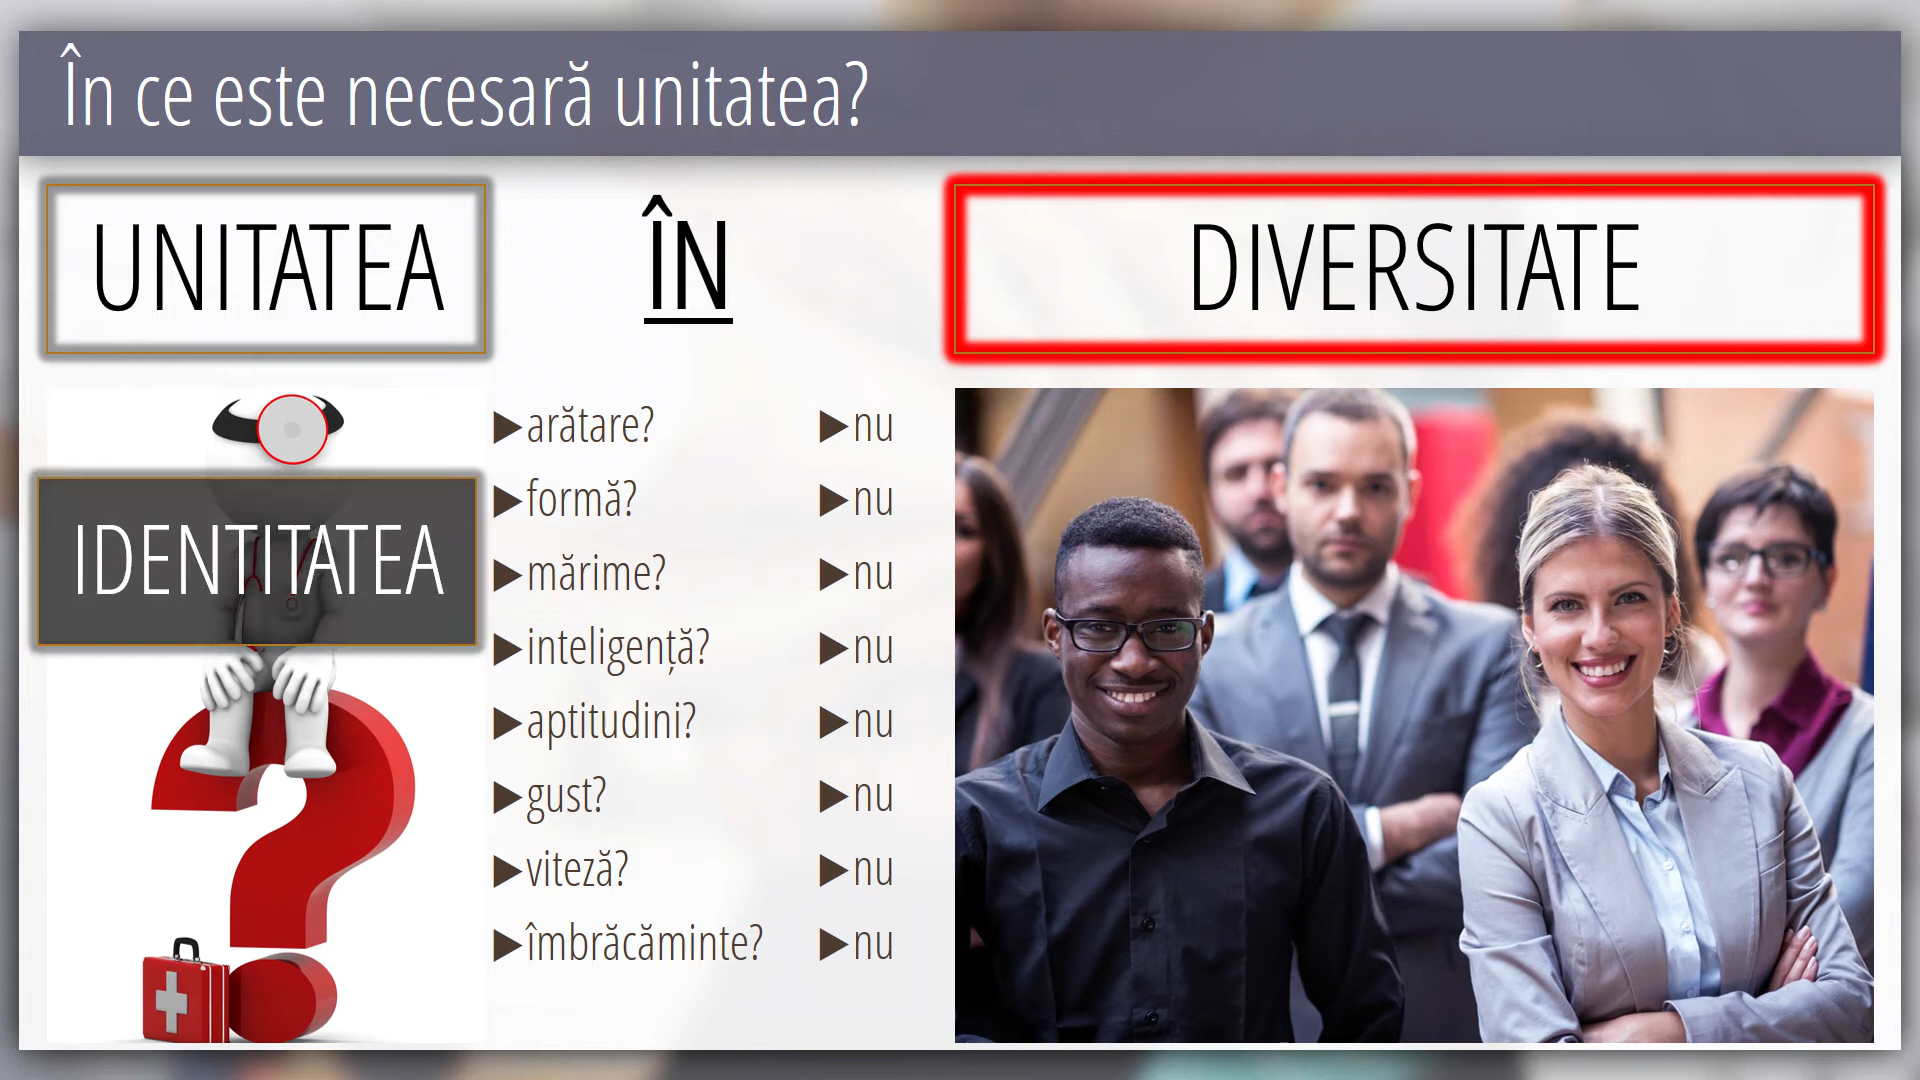 În ce este necesară unitatea?
UNITATEA ÎN DIVERSITATE
IDENTITATEA
▶arătare? ▶nu
▶formă? ▶nu
▶mărime? ▶nu
▶inteligență? ▶nu
▶aptitudini? ▶nu
▶gust? ▶nu
▶viteză? ▶nu
▶îmbrăcăminte? ▶nu